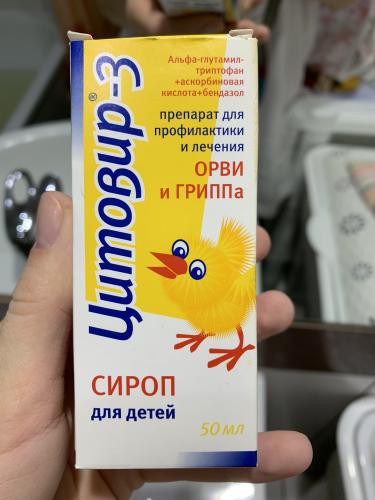 Цитовир®-3
Альфа-глутамил-
триптофан
+аскорбиновая
кислота+бендазол
препарат для
профилактики
и лечения
ОРВИ
и ГРИППа
СИРОП
для детей
50 мл